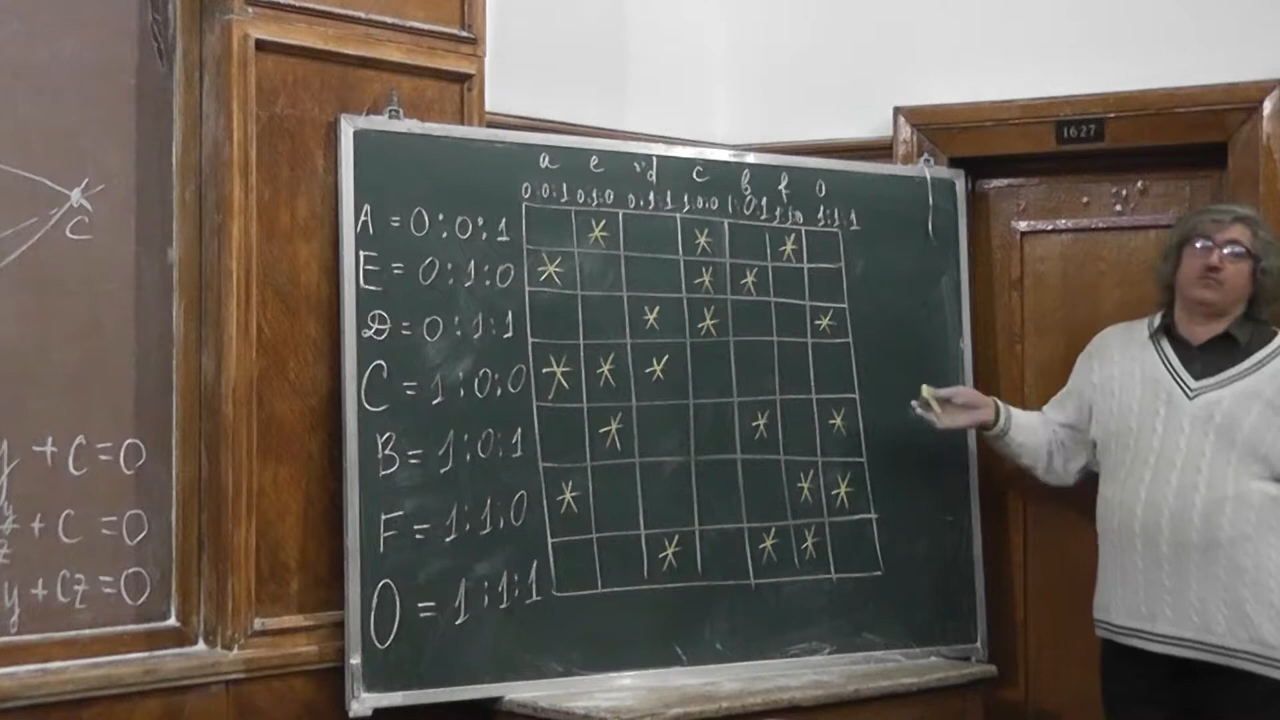 1627
a e d c b f o
0:0:1 0:1:0 0:1:1 1:0:0 1:0:1 1:1:0 1:1:1
A = 0:0:1 * * *
E = 0:1:0 * * *
D = 0:1:1 * * *
C = 1:0:0 * * *
B = 1:0:1 * * *
F = 1:1:0 * * *
O = 1:1:1 * * *
C
y + C = 0
+ C = 0
y + Cz = 0